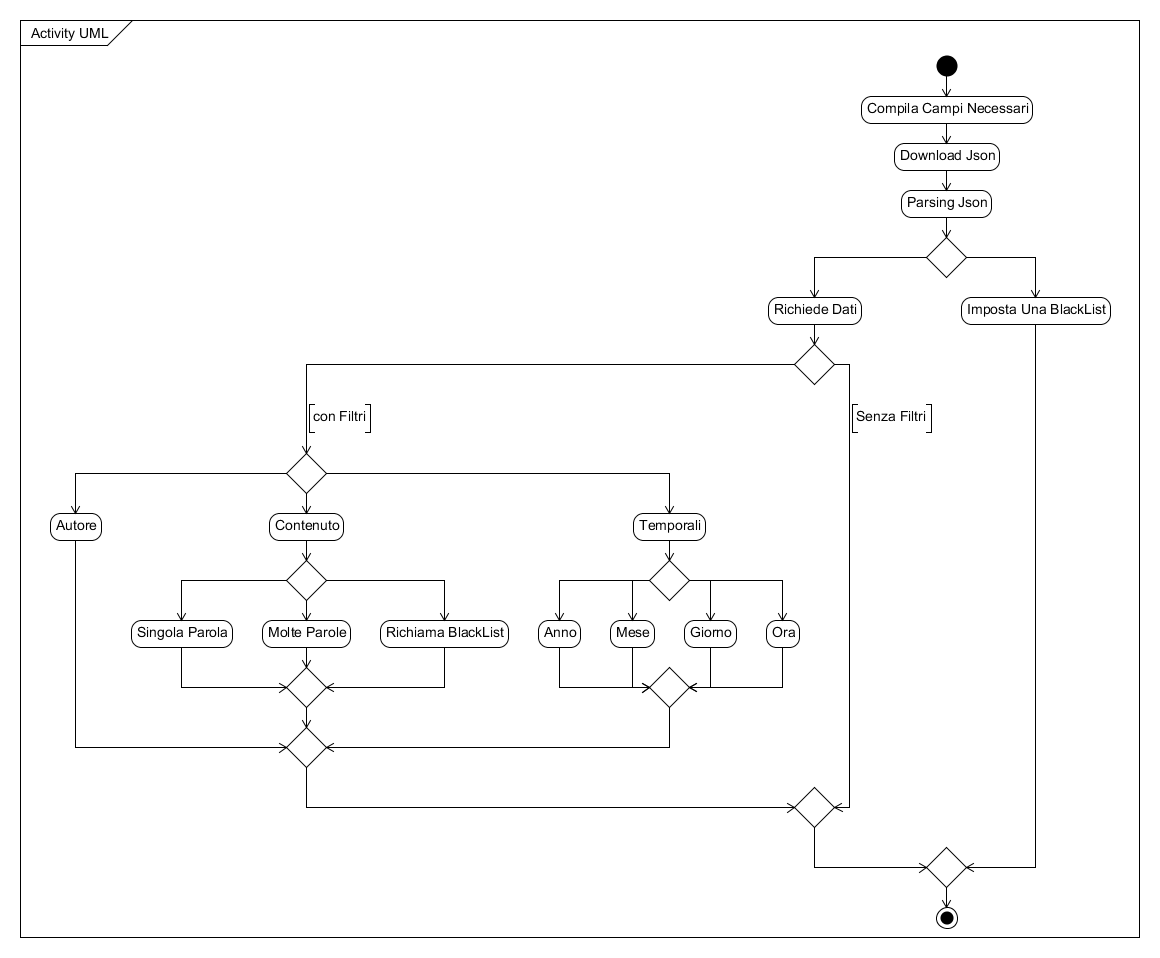 Activity UML
Compila Campi Necessari
Download Json
Parsing Json
Richiede Dati
Imposta Una BlackList
[con Filtri]
[Senza Filtri]
Autore
Contenuto
Temporali
Singola Parola
Molte Parole
Richiama BlackList
Anno
Mese
Giorno
Ora